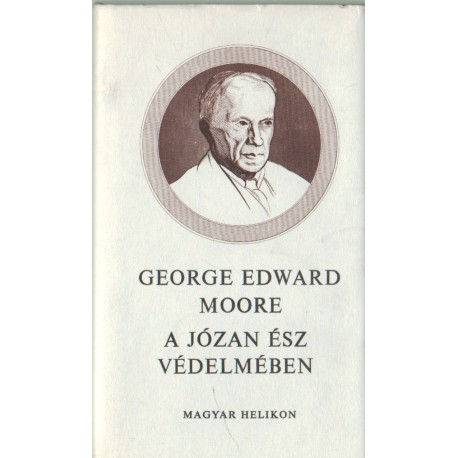 GEORGE EDWARD
MOORE
A JÓZAN ÉSZ
VÉDELMÉBEN
MAGYAR HELIKON